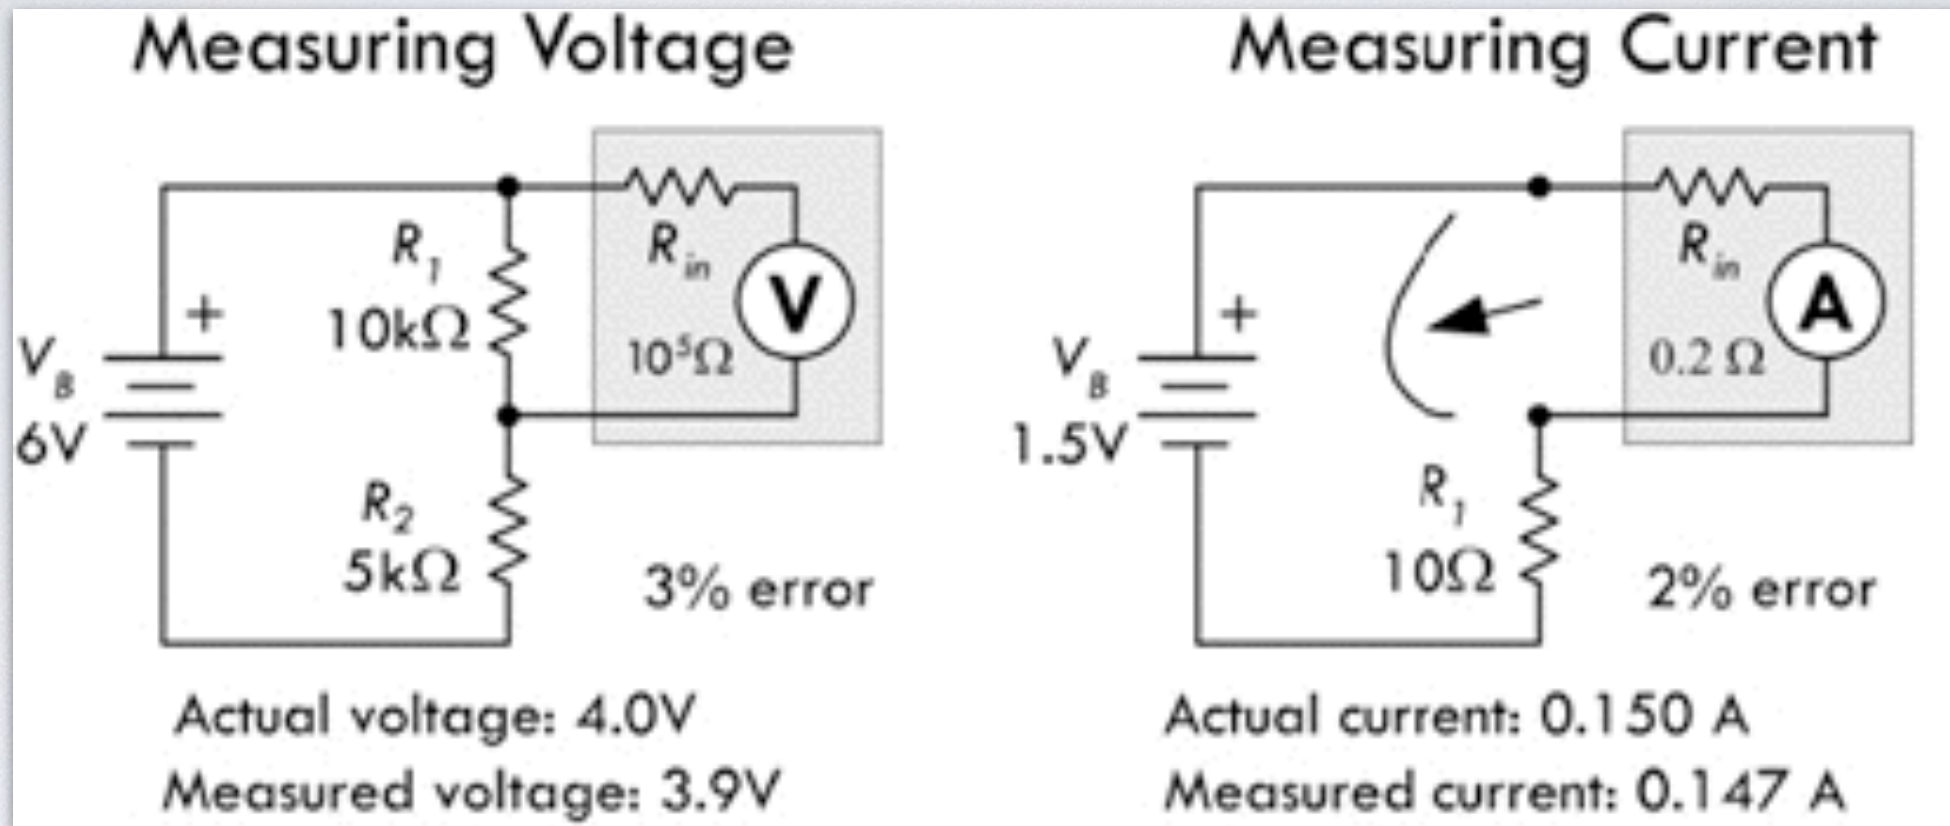 Measuring Voltage
R1
10kΩ
Rin
10⁵Ω
V
+
VB
6V
R2
5kΩ
3% error
Actual voltage: 4.0V
Measured voltage: 3.9V
Measuring Current
Rin
0.2 Ω
A
+
VB
1.5V
R1
10Ω
2% error
Actual current: 0.150 A
Measured current: 0.147 A